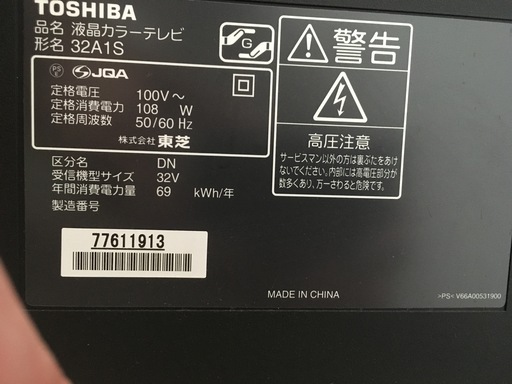 TOSHIBA
品名 液晶カラーテレビ
形名 32A1S
G
PS E JQA
定格電圧 100V～
定格消費電力 108 W
定格周波数 50/60 Hz
株式会社 東芝
区分名 DN
受信機型サイズ 32V
年間消費電力量 69 kWh/年
製造番号
77611913
警告
高圧注意
サービスマン以外の方は裏ぶたをあけ
ないでください。内部には高電圧部分が
数多くあり、万一さわると危険です。
MADE IN CHINA
>PS< V66A00531900